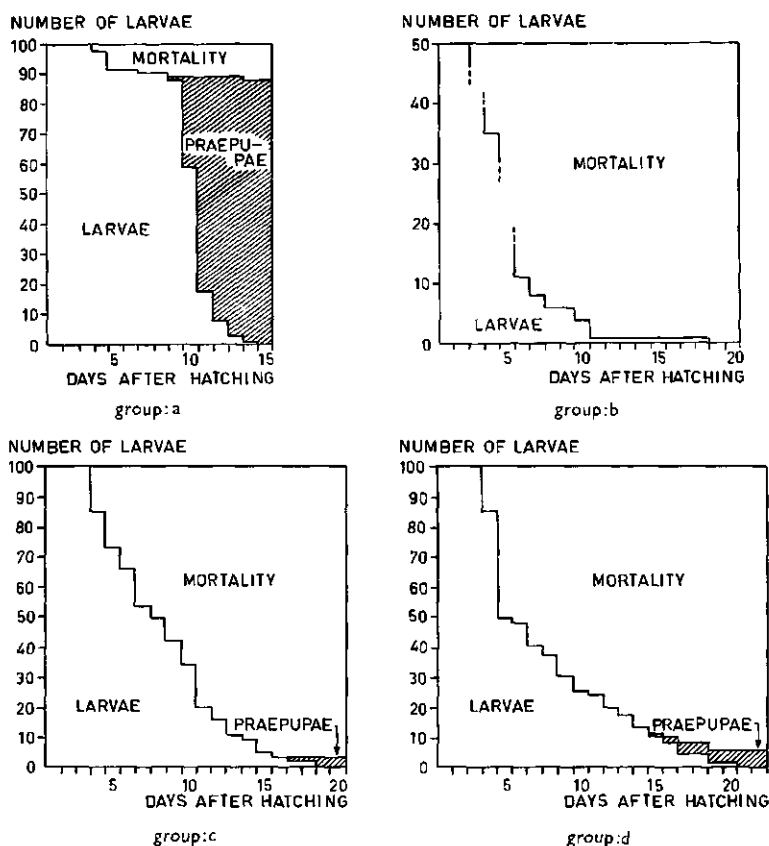 NUMBER OF LARVAE
100
90
80
70
60
50
40
30
20
10
0
MORTALITY
PRAEPU-
PAE
LARVAE
5 10 15
DAYS AFTER HATCHING
group:a
NUMBER OF LARVAE
50
40
30
20
10
0
MORTALITY
LARVAE
5 10 15 20
DAYS AFTER HATCHING
group:b
NUMBER OF LARVAE
100
90
80
70
60
50
40
30
20
10
0
MORTALITY
LARVAE
PRAEPUPAE
5 10 15 20
DAYS AFTER HATCHING
group:c
NUMBER OF LARVAE
100
90
80
70
60
50
40
30
20
10
0
MORTALITY
LARVAE
PRAEPUPAE
5 10 15 20
DAYS AFTER HATCHING
group:d